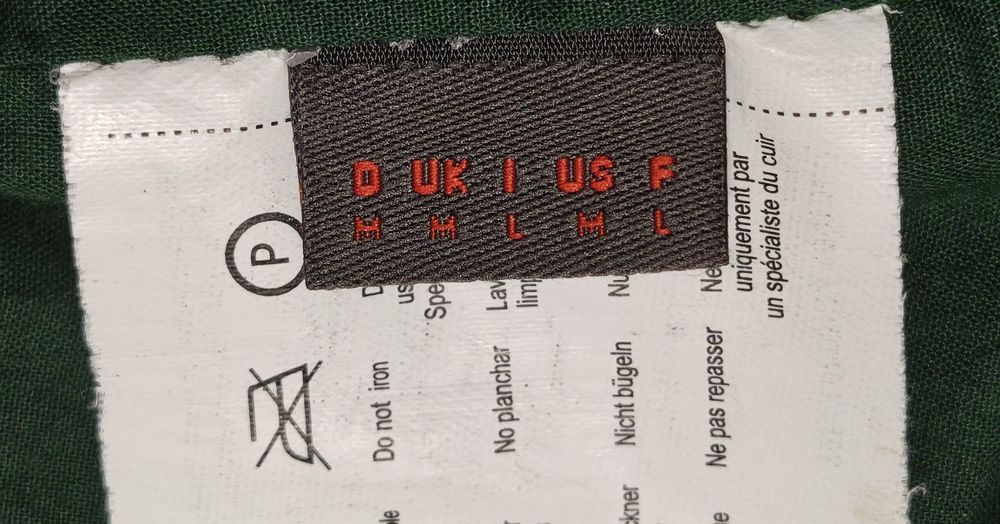 D UK I US F
M M L M L
P
uniquement par
un spécialiste du cuir
Do not iron
No planchar
Nicht bügeln
Ne pas repasser